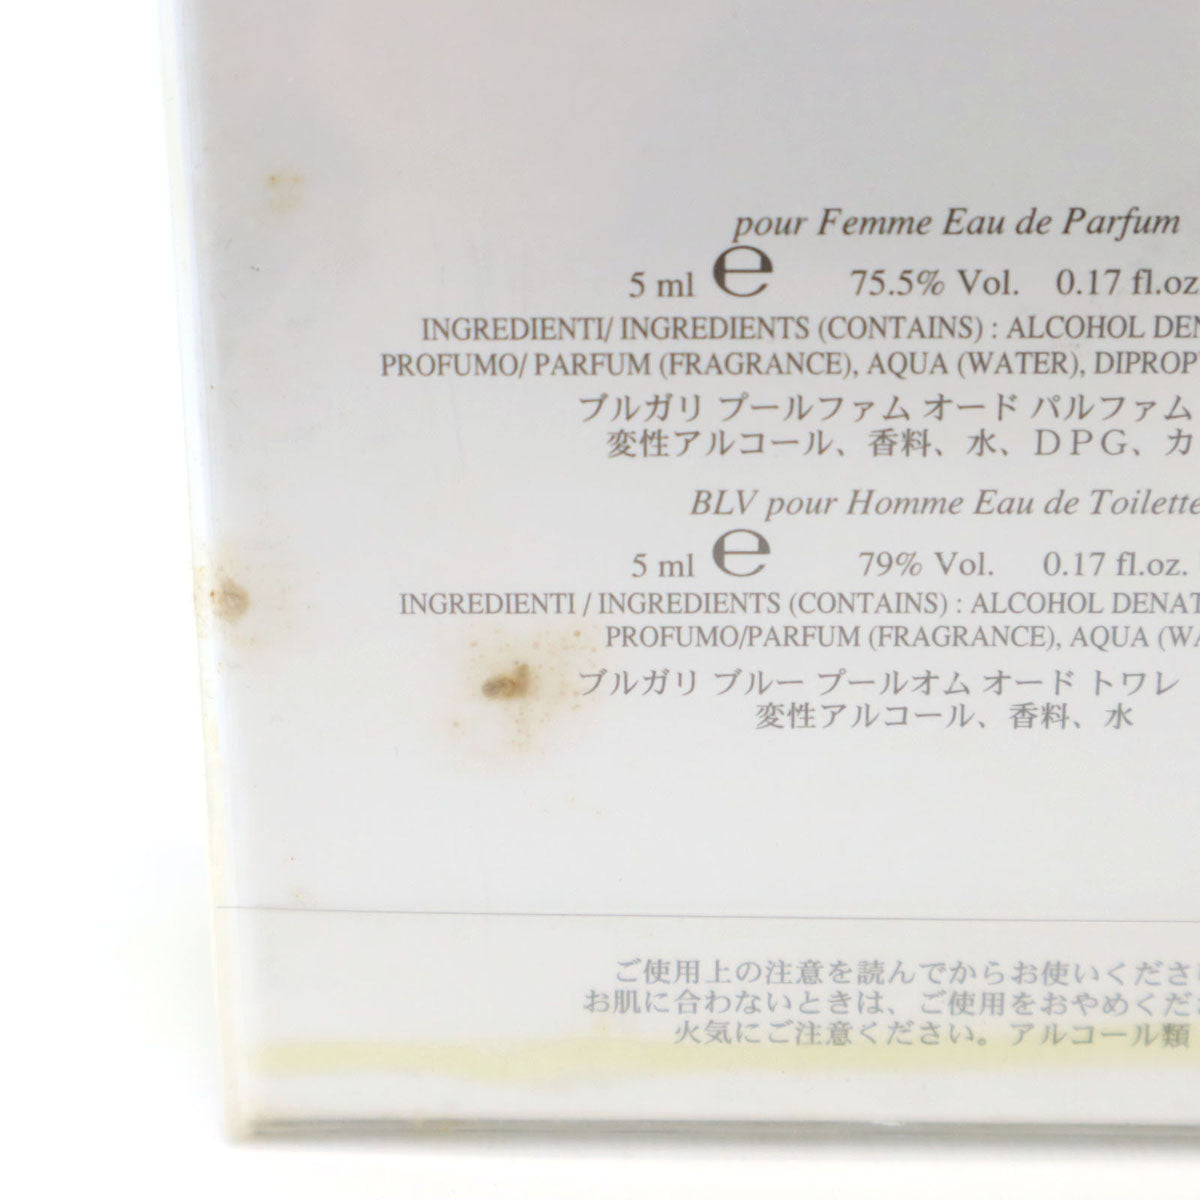 pour Femme Eau de Parfum
5 ml e 75.5% Vol. 0.17 fl.oz
INGREDIENTI/ INGREDIENTS (CONTAINS) : ALCOHOL DEN
PROFUMO/ PARFUM (FRAGRANCE), AQUA (WATER), DIPROP
ブルガリ プールファム オード パルファム
変性アルコール、香料、水、DPG、カ
BLV pour Homme Eau de Toilette
5 ml e 79% Vol. 0.17 fl.oz.
INGREDIENTI / INGREDIENTS (CONTAINS) : ALCOHOL DENAT
PROFUMO/PARFUM (FRAGRANCE), AQUA (WA
ブルガリ ブルー プールオム オード トワレ
変性アルコール、香料、水
ご使用上の注意を読んでからお使いくださ
お肌に合わないときは、ご使用をおやめくだ
火気にご注意ください。アルコール類